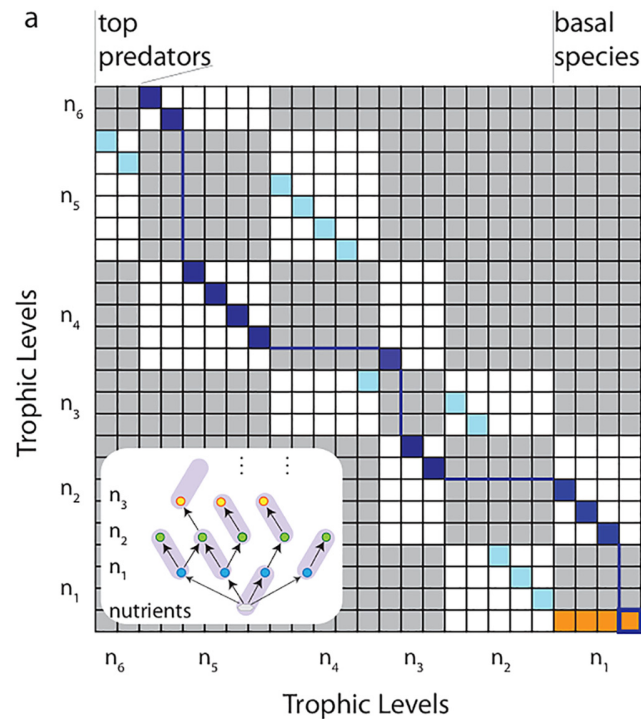 a
top
predators
basal
species
n6
n5
n4
n3
n2
n1
Trophic Levels
n3
n2
n1
nutrients
n6 n5 n4 n3 n2 n1
Trophic Levels